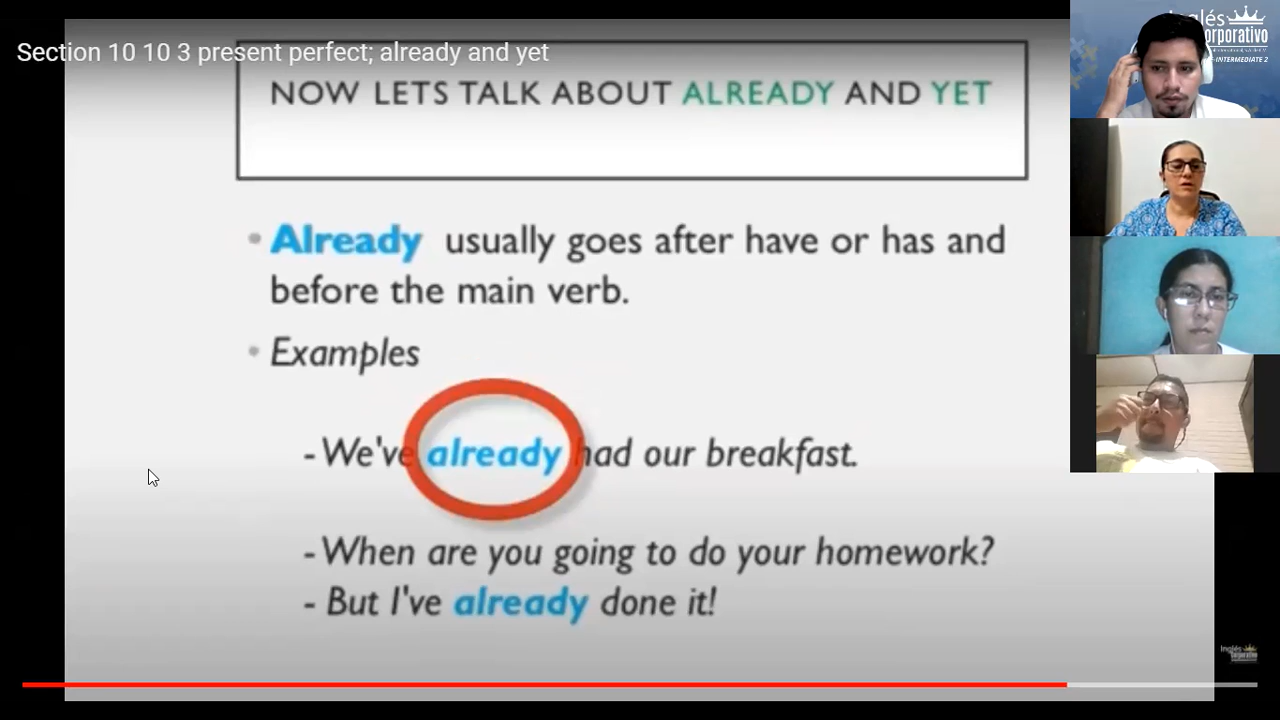 Section 10 10 3 present perfect; already and yet
NOW LETS TALK ABOUT ALREADY AND YET
Already usually goes after have or has and
before the main verb.
Examples
- We've already had our breakfast.
- When are you going to do your homework?
- But I've already done it!
Inglés
corporativo
- INTERMEDIATE 2
Inglés
corporativo